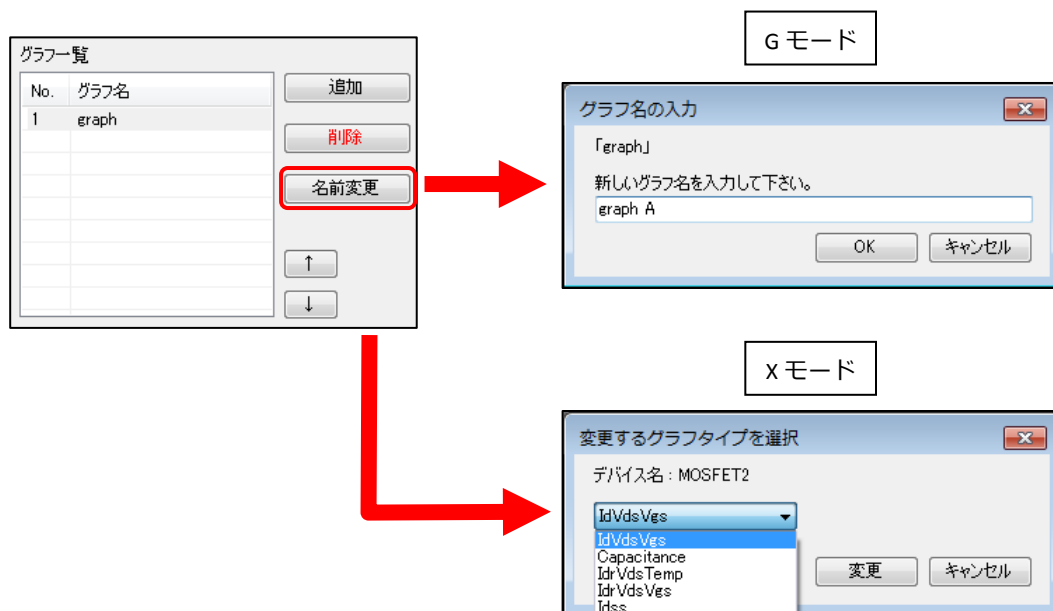 グラフ一覧
No. グラフ名
1 graph
追加
削除
名前変更
↑
↓
G モード
グラフ名の入力
「graph」
新しいグラフ名を入力して下さい。
graph A
OK キャンセル
X モード
変更するグラフタイプを選択
デバイス名：MOSFET2
IdVdsVgs
IdVdsVgs
Capacitance
IdrVdsTemp
IdrVdsVgs
Idss
変更 キャンセル